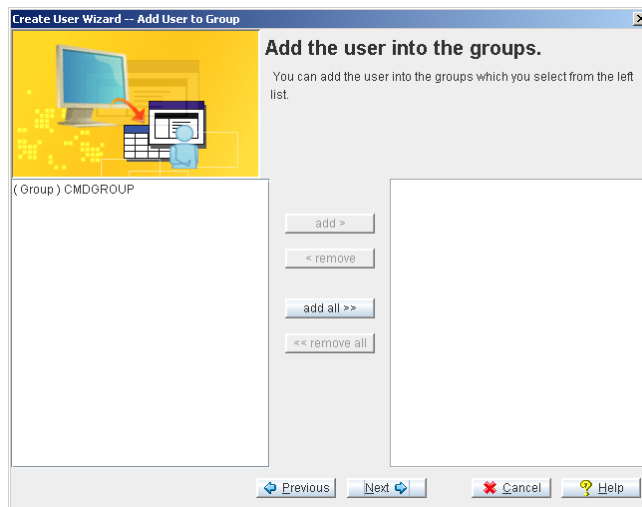 Create User Wizard -- Add User to Group
Add the user into the groups.
You can add the user into the groups which you select from the left
list.
( Group ) CMDGROUP
add >
< remove
add all >>
<< remove all
Previous
Next
Cancel
Help